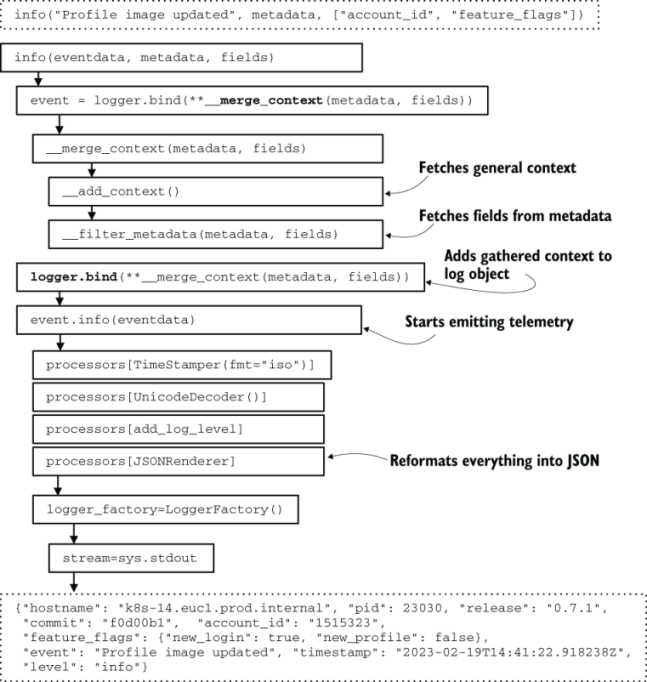 info("Profile image updated", metadata, ["account_id", "feature_flags"])
info(eventdata, metadata, fields)
event = logger.bind(**__merge_context(metadata, fields))
__merge_context(metadata, fields)
Fetches general context
__add_context()
Fetches fields from metadata
__filter_metadata(metadata, fields)
Adds gathered context to
log object
logger.bind(**__merge_context(metadata, fields))
event.info(eventdata)
Starts emitting telemetry
processors[TimeStamper(fmt="iso")]
processors[UnicodeDecoder()]
processors[add_log_level]
processors[JSONRenderer]
Reformats everything into JSON
logger_factory=LoggerFactory()
stream=sys.stdout
{"hostname": "k8s-14.euc1.prod.internal", "pid": 23030, "release": "0.7.1",
"commit": "f0d00b1", "account_id": "1515323",
"feature_flags": {"new_login": true, "new_profile": false},
"event": "Profile image updated", "timestamp": "2023-02-19T14:41:22.918238Z",
"level": "info"}